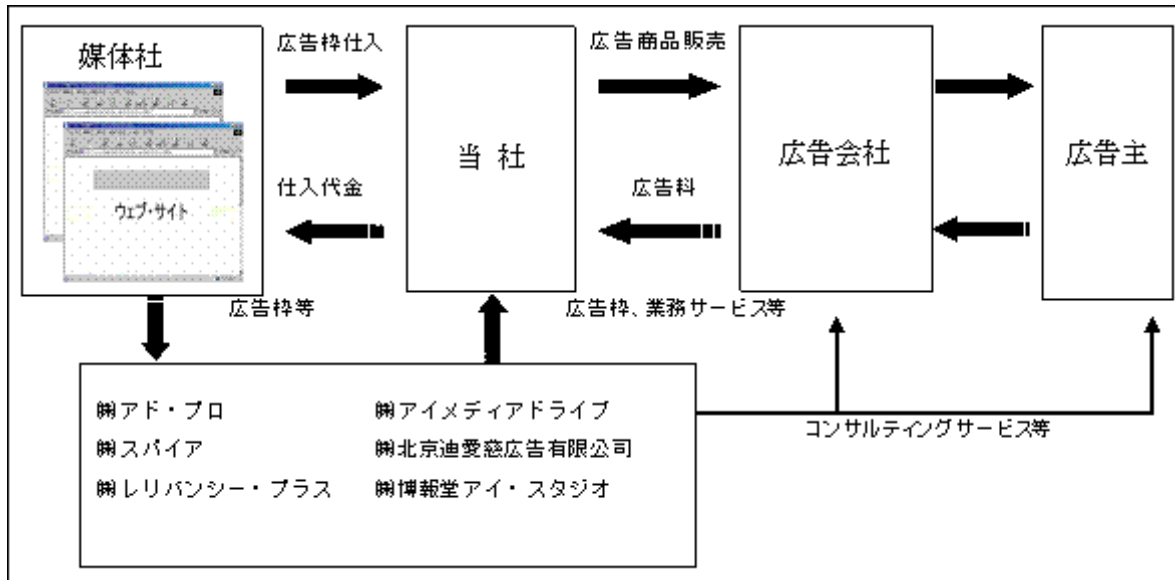 媒体社
ウェブ・サイト
広告枠仕入
仕入代金
当 社
広告商品販売
広告料
広告会社
広告主
広告枠等
広告枠、業務サービス等
㈱アド・プロ
㈱アイメディアドライブ
㈱スパイア
㈱北京迪愛慈広告有限公司
㈱レリバンシー・プラス
㈱博報堂アイ・スタジオ
コンサルティングサービス等